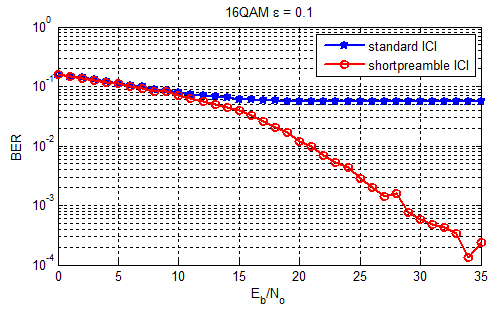 16QAM ε = 0.1
10^0
10^-1
10^-2
10^-3
10^-4
BER
standard ICI
shortpreamble ICI
0 5 10 15 20 25 30 35
E_b/N_o